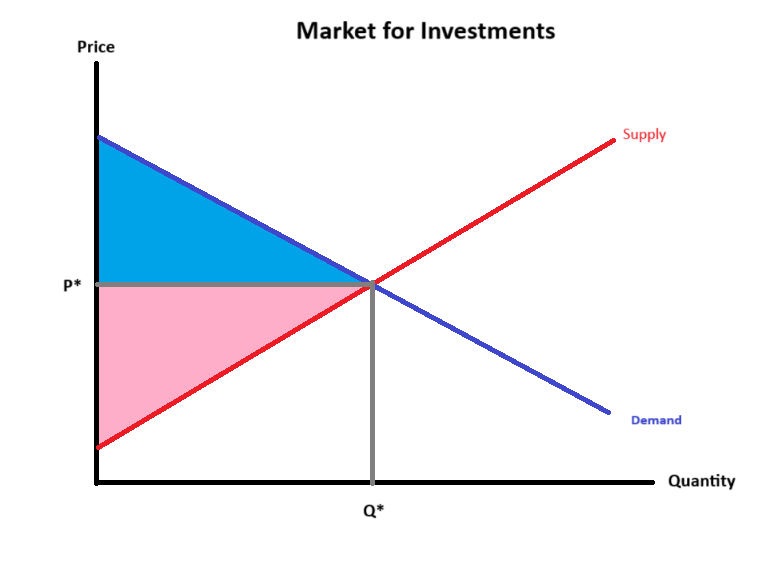 Market for Investments
Price
Supply
P*
Demand
Quantity
Q*